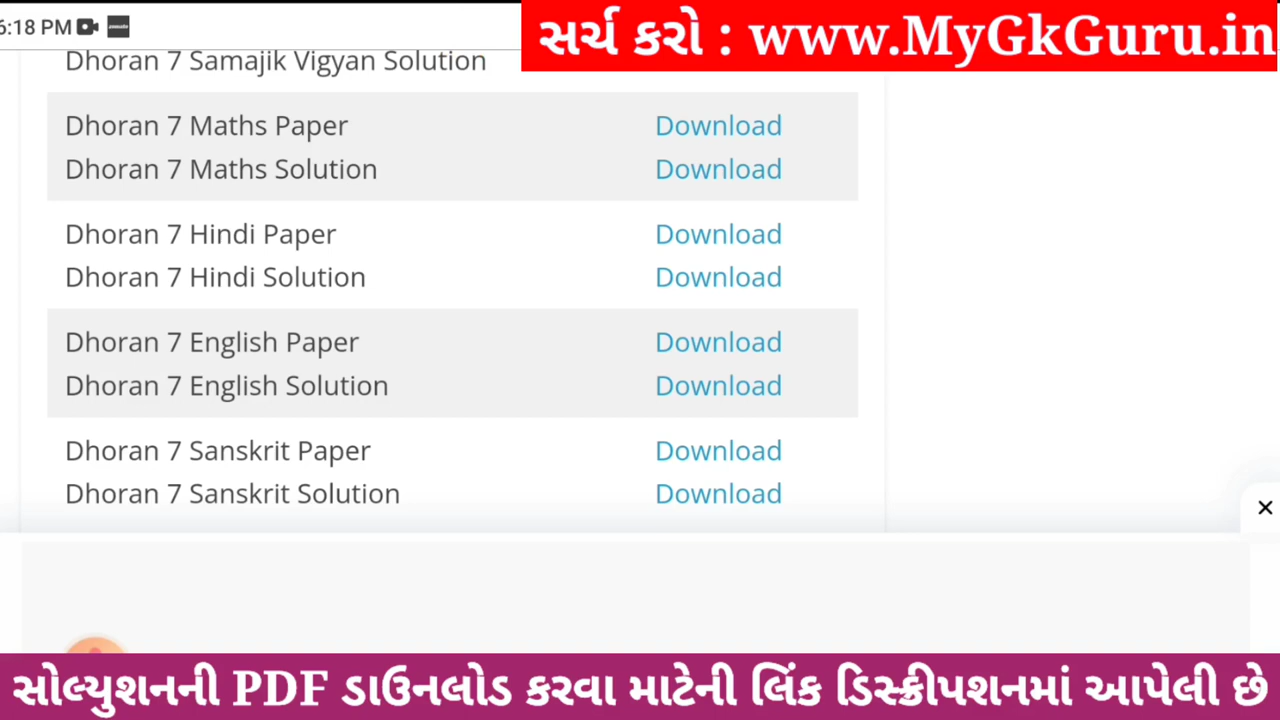 6:18 PM
સર્ચ કરો : www.MyGkGuru.in
Dhoran 7 Samajik Vigyan Solution
Dhoran 7 Maths Paper Download
Dhoran 7 Maths Solution Download
Dhoran 7 Hindi Paper Download
Dhoran 7 Hindi Solution Download
Dhoran 7 English Paper Download
Dhoran 7 English Solution Download
Dhoran 7 Sanskrit Paper Download
Dhoran 7 Sanskrit Solution Download
સોલ્યુશનની PDF ડાઉનલોડ કરવા માટેની લિંક ડિસ્ક્રીપશનમાં આપેલી છે